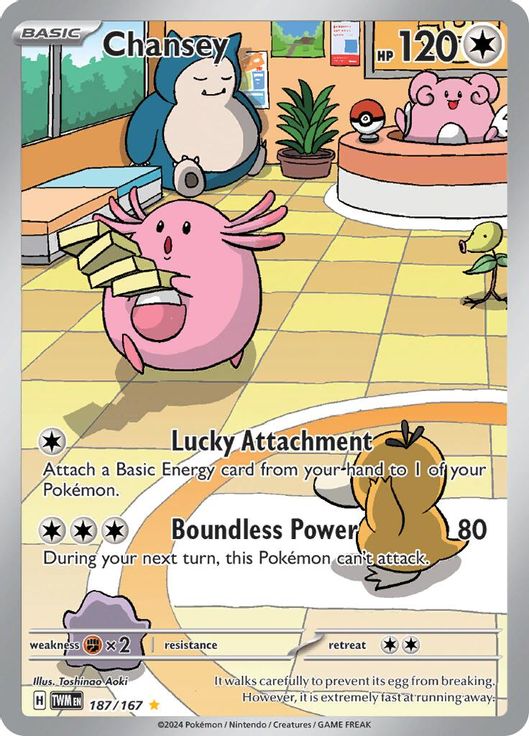 BASIC
Chansey
HP 120
Lucky Attachment
Attach a Basic Energy card from your hand to 1 of your
Pokémon.
Boundless Power 80
During your next turn, this Pokémon can't attack.
weakness ×2 resistance retreat
Illus. Toshinao Aoki
It walks carefully to prevent its egg from breaking.
However, it is extremely fast at running away.
H TWM EN 187/167
©2024 Pokémon / Nintendo / Creatures / GAME FREAK